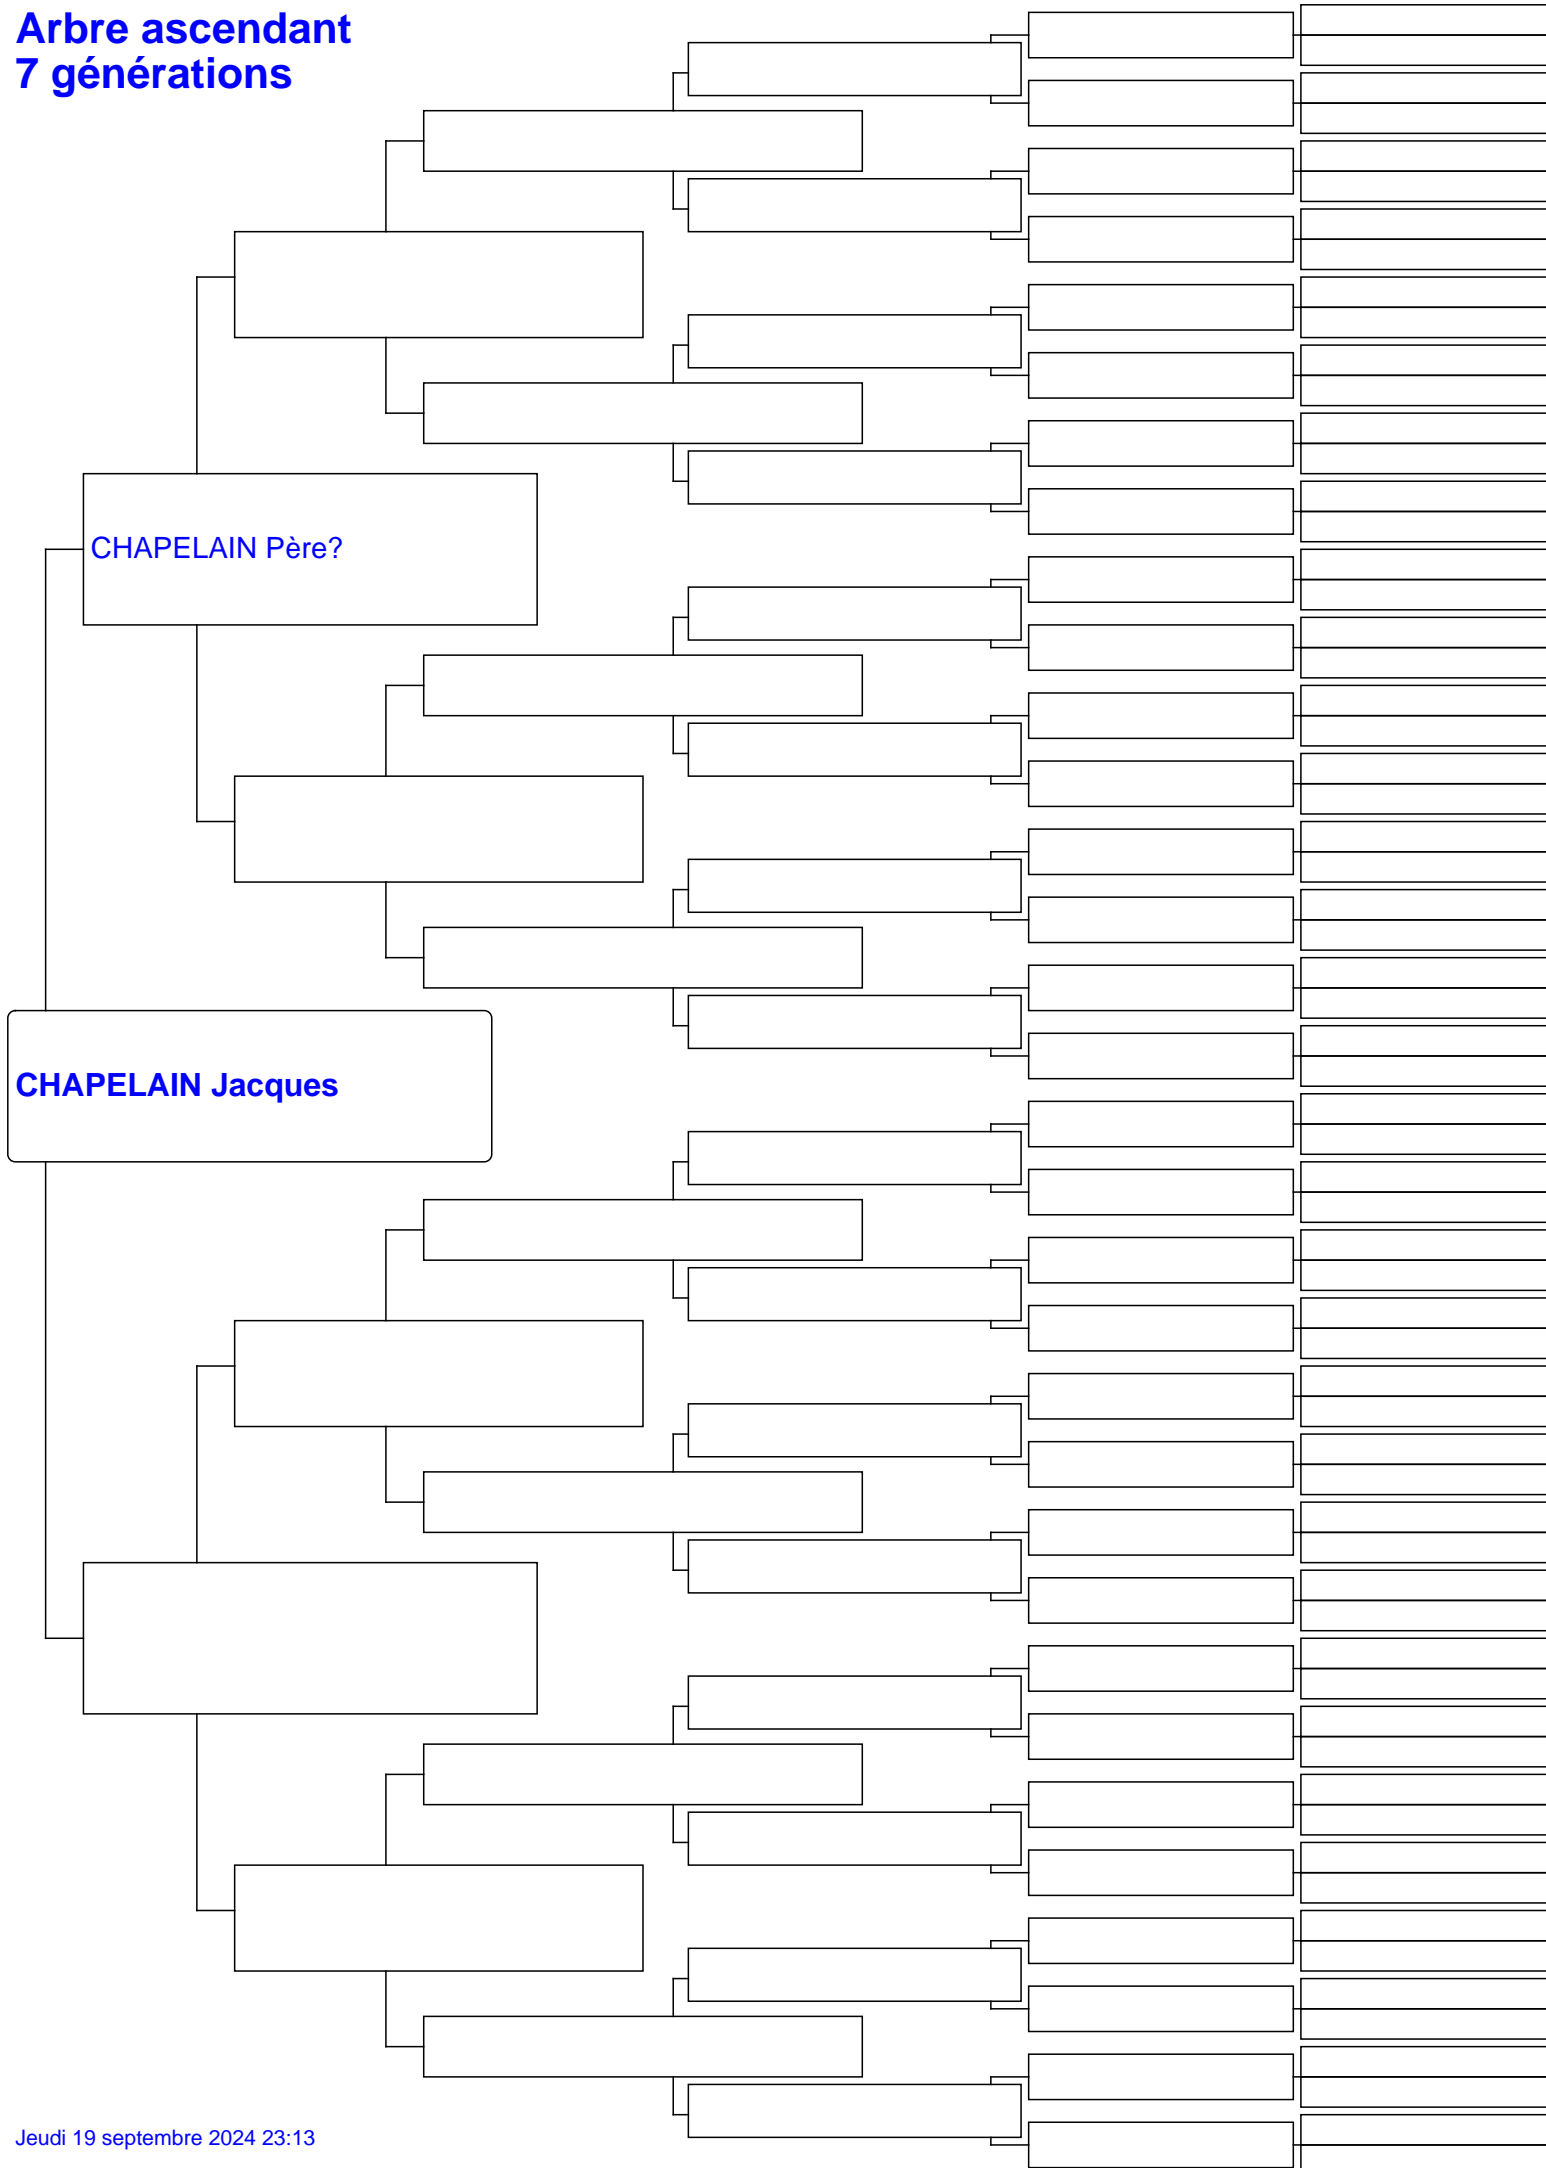 Arbre ascendant
7 générations
CHAPELAIN Père?
CHAPELAIN Jacques
Jeudi 19 septembre 2024 23:13